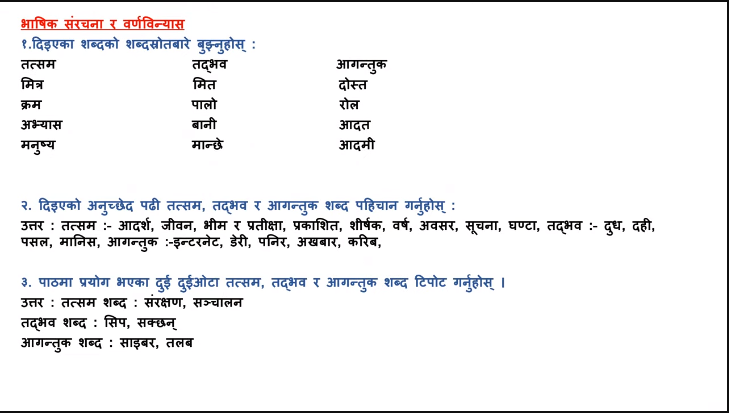 भाषिक संरचना र वर्णविन्यास
१.दिइएका शब्दको शब्दस्रोतबारे बुझ्नुहोस् :
तत्सम तद्भव आगन्तुक
मित्र मित दोस्त
क्रम पालो रोल
अभ्यास बानी आदत
मनुष्य मान्छे आदमी
२. दिइएको अनुच्छेद पढी तत्सम, तद्भव र आगन्तुक शब्द पहिचान गर्नुहोस् :
उत्तर : तत्सम :- आदर्श, जीवन, भीम र प्रतीक्षा, प्रकाशित, शीर्षक, वर्ष, अवसर, सूचना, घण्टा, तद्भव :- दुध, दही,
पसल, मानिस, आगन्तुक :-इन्टरनेट, डेरी, पनिर, अखबार, करिब,
३. पाठमा प्रयोग भएका दुई दुईओटा तत्सम, तद्भव र आगन्तुक शब्द टिपोट गर्नुहोस् ।
उत्तर : तत्सम शब्द : संरक्षण, सञ्चालन
तद्भव शब्द : सिप, सक्छन्
आगन्तुक शब्द : साइबर, तलब